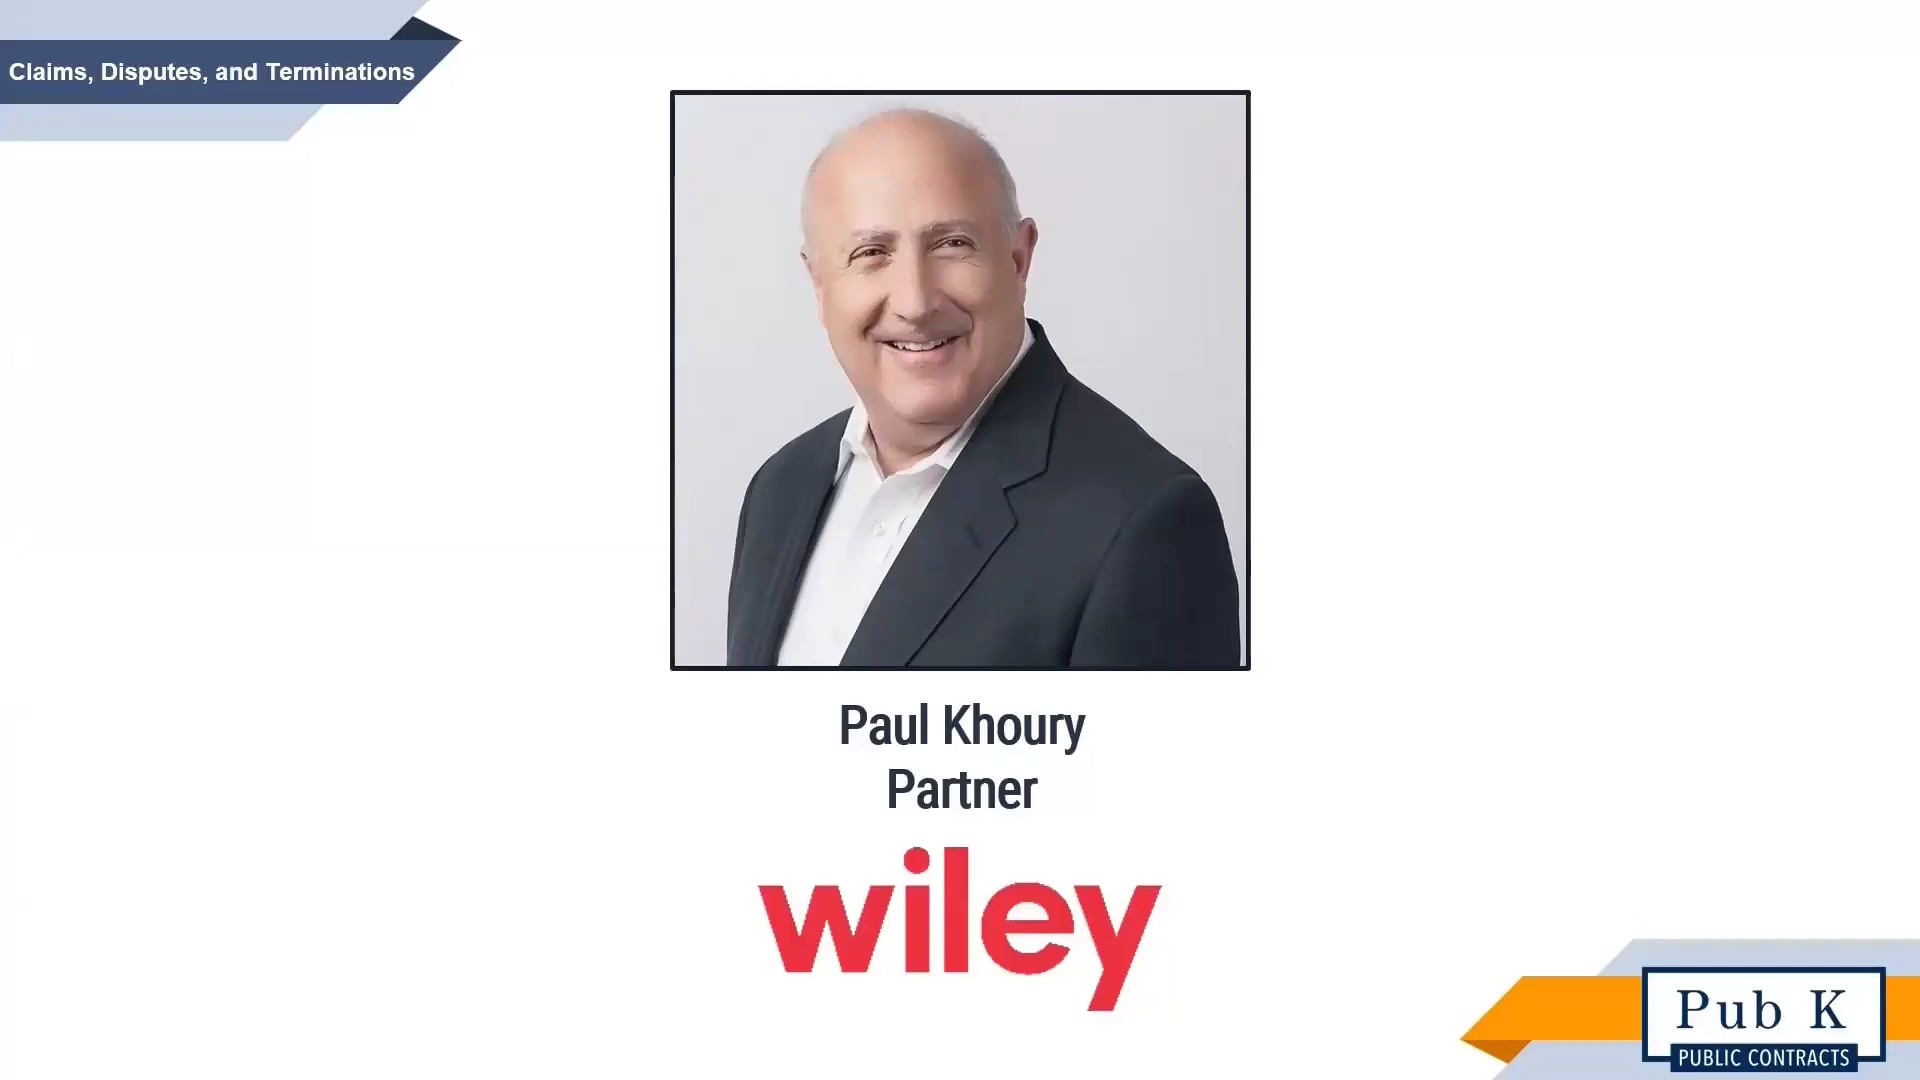 Claims, Disputes, and Terminations
Paul Khoury
Partner
wiley
Pub K
PUBLIC CONTRACTS